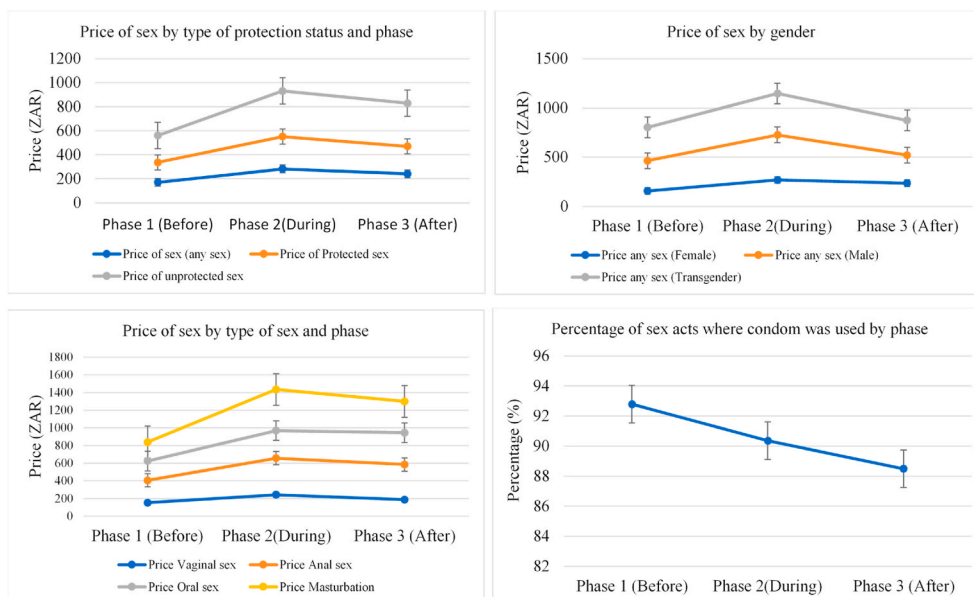 Price of sex by type of protection status and phase
1200
1000
800
600
400
200
0
Price (ZAR)
Phase 1 (Before) Phase 2(During) Phase 3 (After)
Price of sex (any sex) Price of Protected sex
Price of unprotected sex
Price of sex by gender
1500
1000
500
0
Price (ZAR)
Phase 1 (Before) Phase 2(During) Phase 3 (After)
Price any sex (Female) Price any sex (Male)
Price any sex (Transgender)
Price of sex by type of sex and phase
1800
1600
1400
1200
1000
800
600
400
200
0
Price (ZAR)
Phase 1 (Before) Phase 2(During) Phase 3 (After)
Price Vaginal sex Price Anal sex
Price Oral sex Price Masturbation
Percentage of sex acts where condom was used by phase
96
94
92
90
88
86
84
82
Percentage (%)
Phase 1 (Before) Phase 2(During) Phase 3 (After)